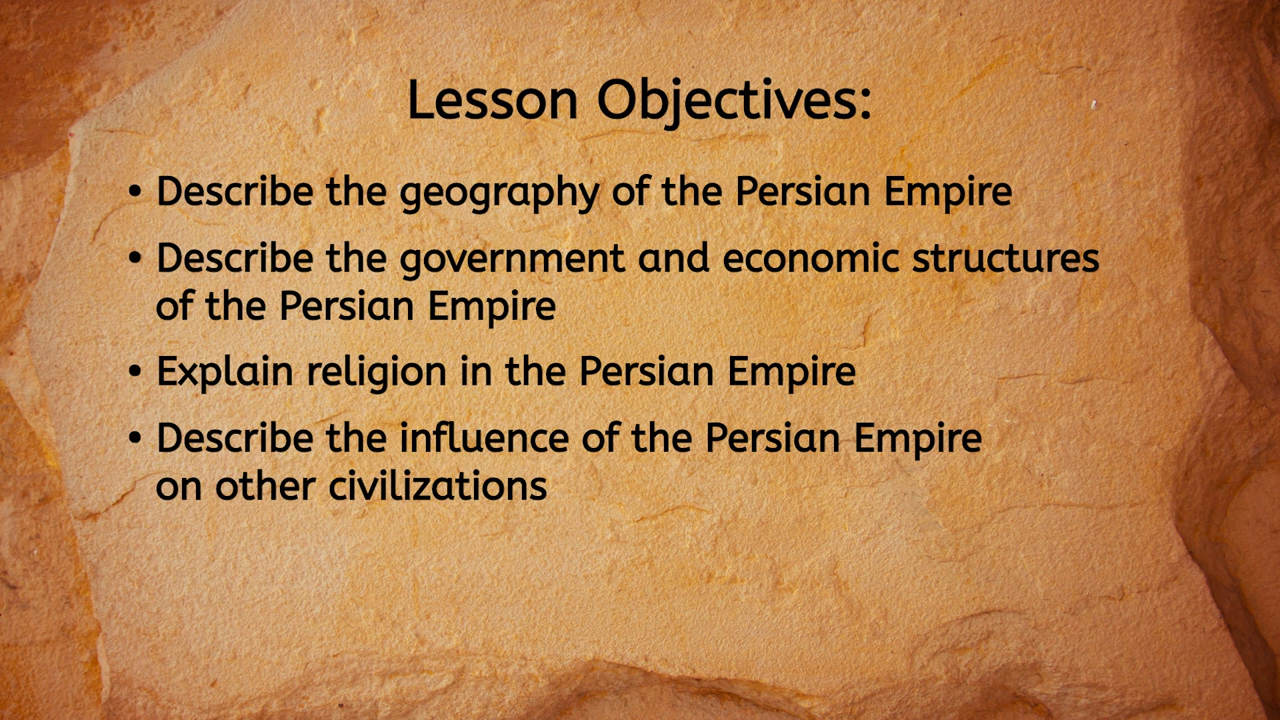 Lesson Objectives:
• Describe the geography of the Persian Empire
• Describe the government and economic structures
of the Persian Empire
• Explain religion in the Persian Empire
• Describe the influence of the Persian Empire
on other civilizations